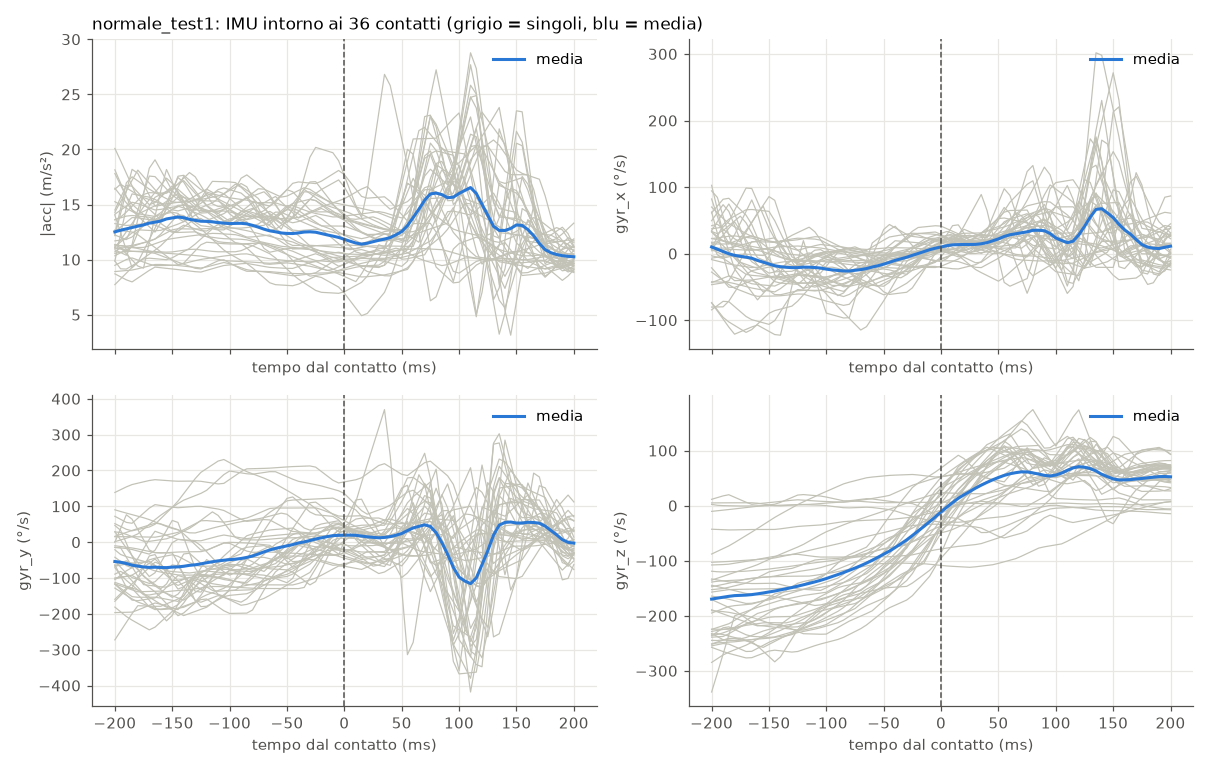 normale_test1: IMU intorno ai 36 contatti (grigio = singoli, blu = media)
media
30
25
20
15
10
5
|acc| (m/s²)
tempo dal contatto (ms)
media
300
200
100
0
−100
gyr_x (°/s)
tempo dal contatto (ms)
media
400
300
200
100
0
−100
−200
−300
−400
gyr_y (°/s)
−200 −150 −100 −50 0 50 100 150 200
tempo dal contatto (ms)
media
100
0
−100
−200
−300
gyr_z (°/s)
−200 −150 −100 −50 0 50 100 150 200
tempo dal contatto (ms)